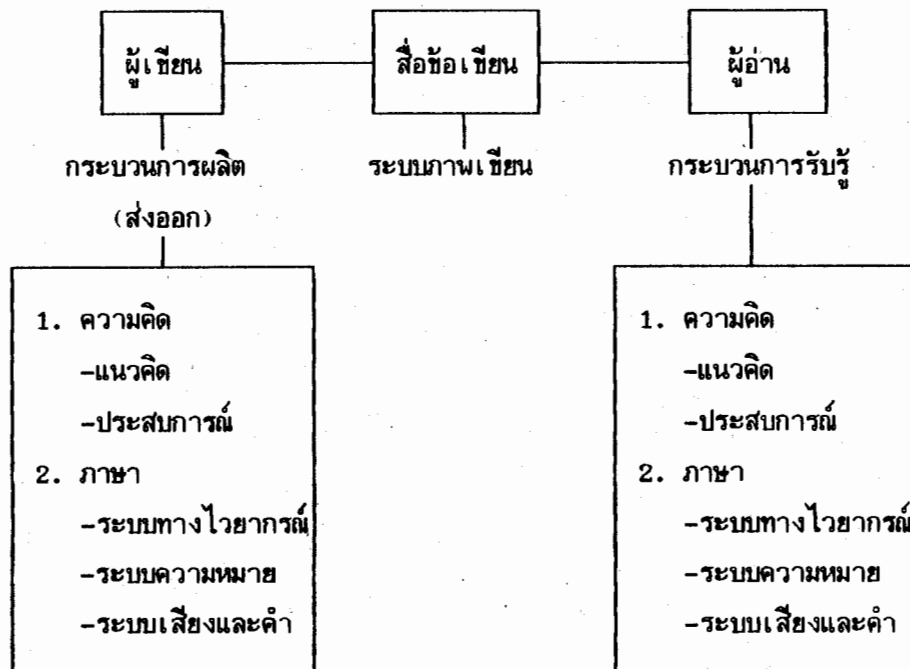 ผู้เขียน
สื่อข้อเขียน
ผู้อ่าน
กระบวนการผลิต
(ส่งออก)
ระบบภาพเขียน
กระบวนการรับรู้
1. ความคิด
-แนวคิด
-ประสบการณ์
2. ภาษา
-ระบบทางไวยากรณ์
-ระบบความหมาย
-ระบบเสียงและคำ
1. ความคิด
-แนวคิด
-ประสบการณ์
2. ภาษา
-ระบบทางไวยากรณ์
-ระบบความหมาย
-ระบบเสียงและคำ